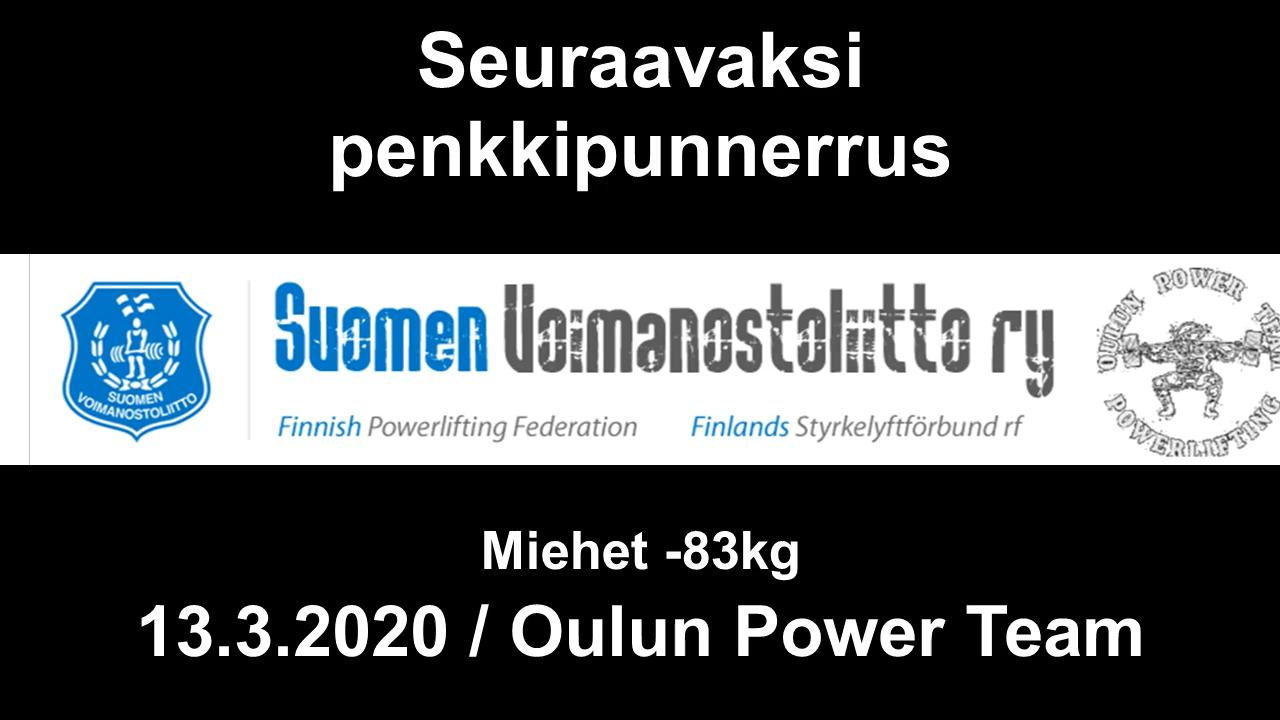 Seuraavaksi
penkkipunnerrus
SUOMEN
VOIMANOSTOLIITTO
Suomen Voimanostoliitto ry
Finnish Powerlifting Federation Finlands Styrkelyftförbund rf
OULUN POWER TEAM
POWERLIFTING
Miehet -83kg
13.3.2020 / Oulun Power Team